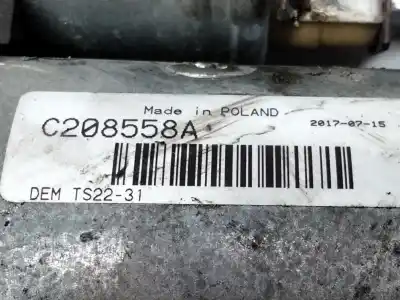 Made in POLAND
C208558A
2017-07-15
DEM TS22-31